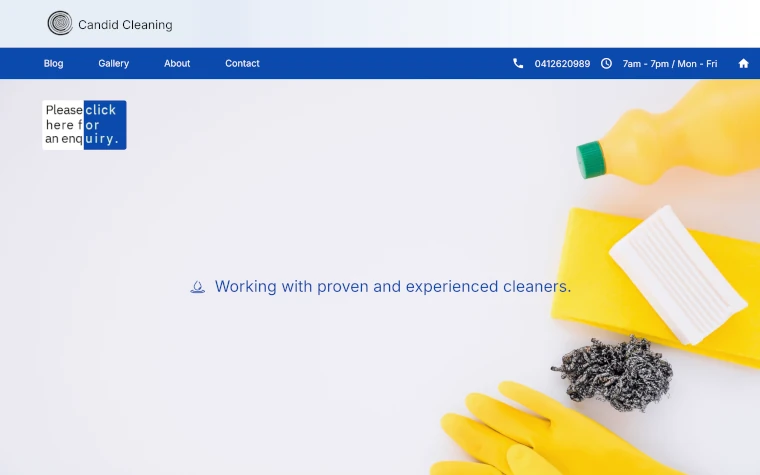 Candid Cleaning
Blog Gallery About Contact 0412620989 7am - 7pm / Mon - Fri
Please click
here for
an enquiry.
Working with proven and experienced cleaners.